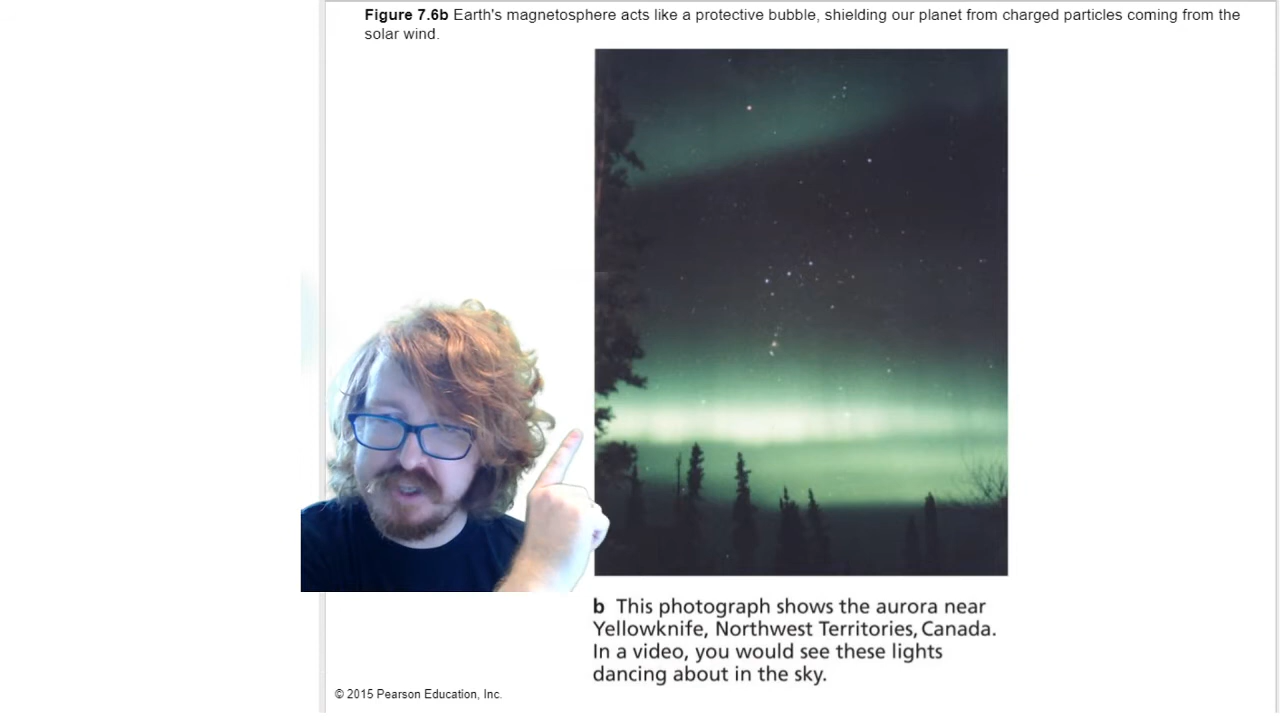 Figure 7.6b Earth's magnetosphere acts like a protective bubble, shielding our planet from charged particles coming from the
solar wind.
b This photograph shows the aurora near
Yellowknife, Northwest Territories, Canada.
In a video, you would see these lights
dancing about in the sky.
© 2015 Pearson Education, Inc.